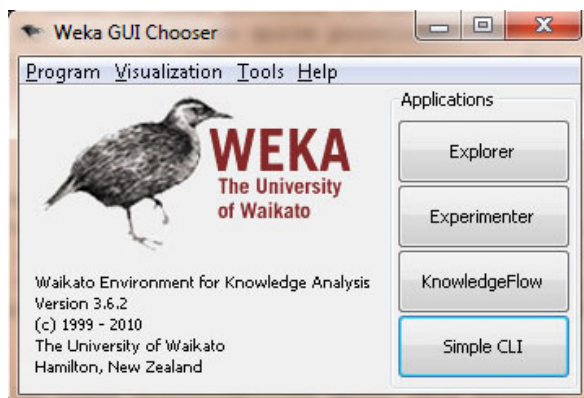 Weka GUI Chooser
Program Visualization Tools Help
Applications
WEKA
The University
of Waikato
Explorer
Experimenter
KnowledgeFlow
Simple CLI
Waikato Environment for Knowledge Analysis
Version 3.6.2
(c) 1999 - 2010
The University of Waikato
Hamilton, New Zealand